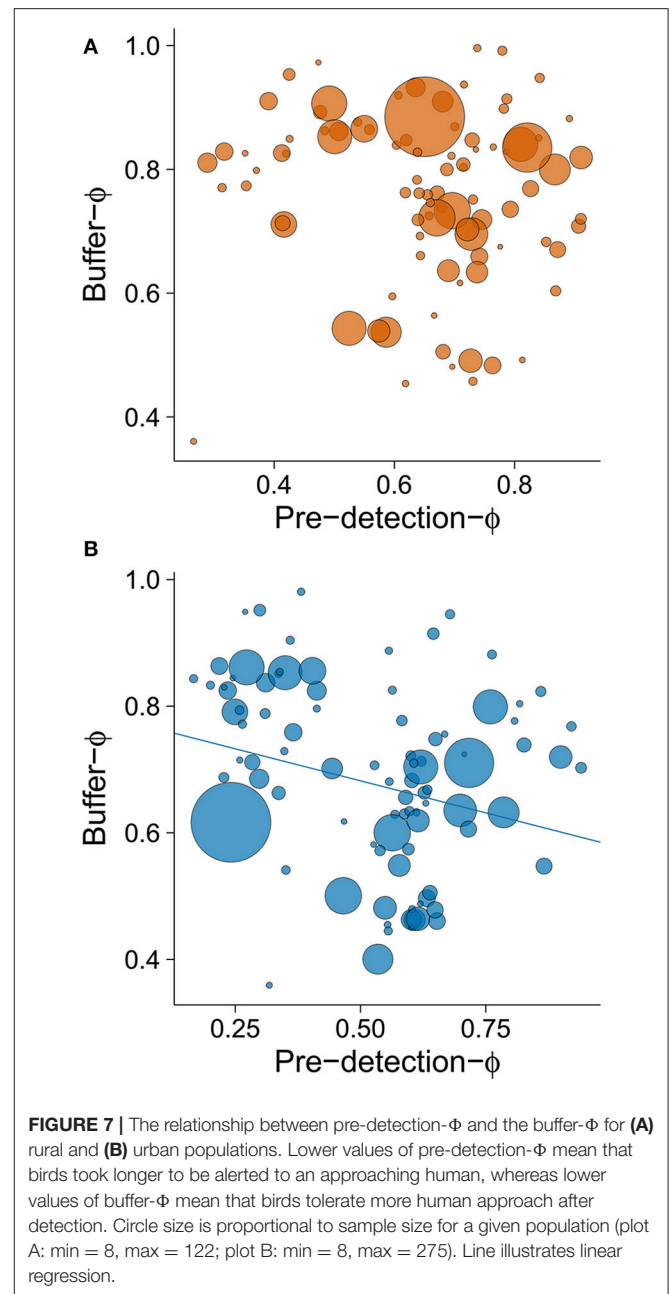 A
1.0
0.8
0.6
0.4
Buffer-ϕ
0.4 0.6 0.8
Pre-detection-ϕ
B
1.0
0.8
0.6
0.4
Buffer-ϕ
0.25 0.50 0.75
Pre-detection-ϕ
FIGURE 7 | The relationship between pre-detection-Φ and the buffer-Φ for (A)
rural and (B) urban populations. Lower values of pre-detection-Φ mean that
birds took longer to be alerted to an approaching human, whereas lower
values of buffer-Φ mean that birds tolerate more human approach after
detection. Circle size is proportional to sample size for a given population (plot
A: min = 8, max = 122; plot B: min = 8, max = 275). Line illustrates linear
regression.